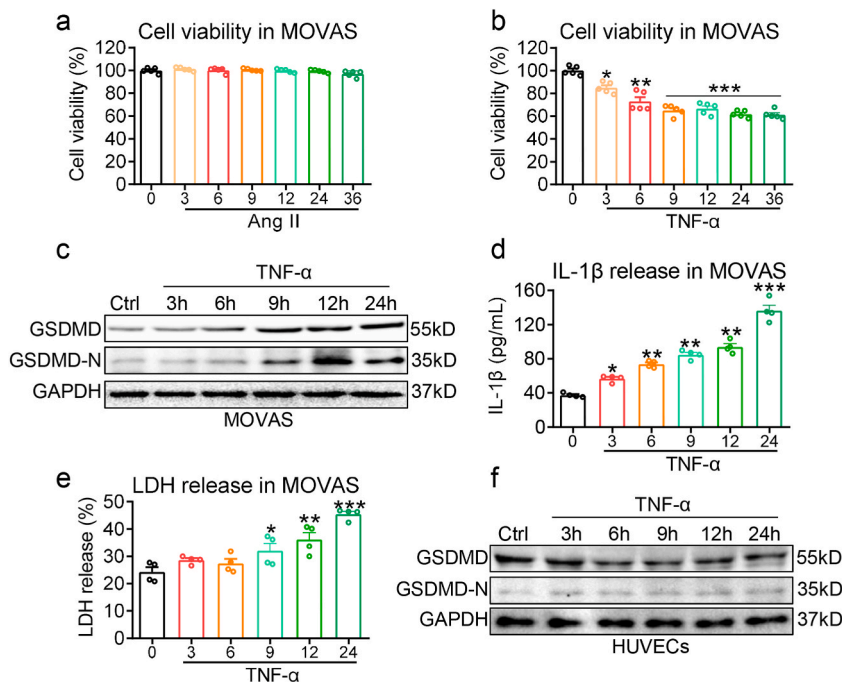 a
Cell viability in MOVAS
Cell viability (%)
120
100
80
60
40
20
0
0 3 6 9 12 24 36
Ang II
b
Cell viability in MOVAS
Cell viability (%)
120
100
80
60
40
20
0
* ** ***
0 3 6 9 12 24 36
TNF-α
c
TNF-α
Ctrl 3h 6h 9h 12h 24h
GSDMD 55kD
GSDMD-N 35kD
GAPDH 37kD
MOVAS
d
IL-1β release in MOVAS
IL-1β (pg/mL)
160
120
80
40
0
* ** ** ** ***
0 3 6 9 12 24
TNF-α
e
LDH release in MOVAS
LDH release (%)
50
40
30
20
10
0
* ** ***
0 3 6 9 12 24
TNF-α
f
TNF-α
Ctrl 3h 6h 9h 12h 24h
GSDMD 55kD
GSDMD-N 35kD
GAPDH 37kD
HUVECs